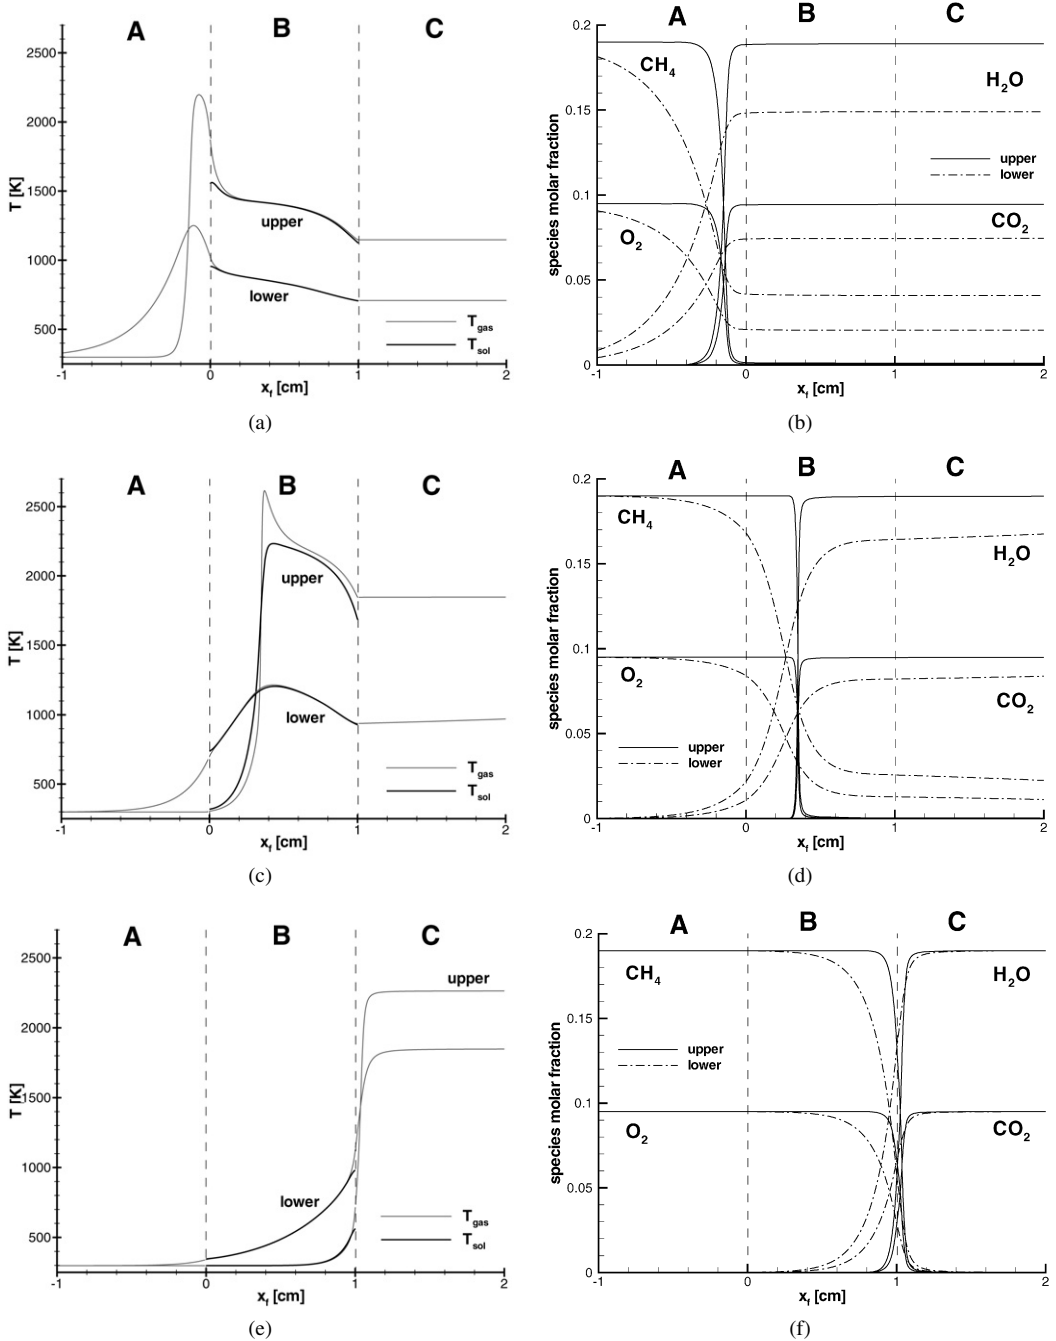 A B C
2500
2000
1500
1000
500
T [K]
upper
lower
T_gas
T_sol
-1 0 1 2
x_f [cm]
(a)
A B C
0.2
0.15
0.1
0.05
0
species molar fraction
CH_4
H_2O
upper
lower
O_2
CO_2
-1 0 1 2
x_f [cm]
(b)
A B C
2500
2000
1500
1000
500
T [K]
upper
lower
T_gas
T_sol
-1 0 1 2
x_f [cm]
(c)
A B C
0.2
0.15
0.1
0.05
0
species molar fraction
CH_4
H_2O
O_2
CO_2
upper
lower
-1 0 1 2
x_f [cm]
(d)
A B C
2500
2000
1500
1000
500
T [K]
upper
lower
T_gas
T_sol
-1 0 1 2
x_f [cm]
(e)
A B C
0.2
0.15
0.1
0.05
0
species molar fraction
CH_4
H_2O
upper
lower
O_2
CO_2
-1 0 1 2
x_f [cm]
(f)